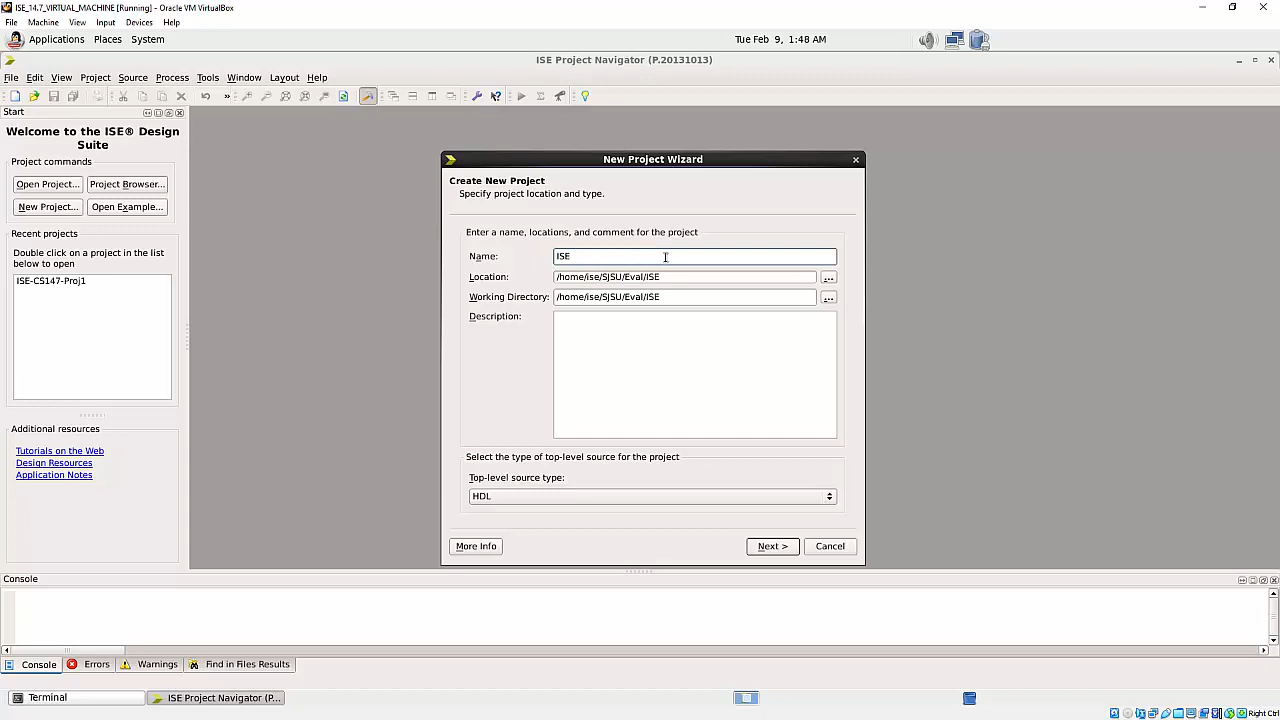 ISE_14.7_VIRTUAL_MACHINE [Running] - Oracle VM VirtualBox
File Machine View Input Devices Help
Applications Places System Tue Feb 9, 1:48 AM
ISE Project Navigator (P.20131013)
File Edit View Project Source Process Tools Window Layout Help
Start
Welcome to the ISE® Design
Suite
Project commands
Open Project... Project Browser...
New Project... Open Example...
Recent projects
Double click on a project in the list
below to open
ISE-CS147-Proj1
Additional resources
Tutorials on the Web
Design Resources
Application Notes
New Project Wizard
Create New Project
Specify project location and type.
Enter a name, locations, and comment for the project
Name: ISE
Location: /home/ise/SJSU/Eval/ISE ...
Working Directory: /home/ise/SJSU/Eval/ISE ...
Description:
Select the type of top-level source for the project
Top-level source type:
HDL
More Info Next > Cancel
Console
Console Errors Warnings Find in Files Results
Terminal ISE Project Navigator (P...
Right Ctrl